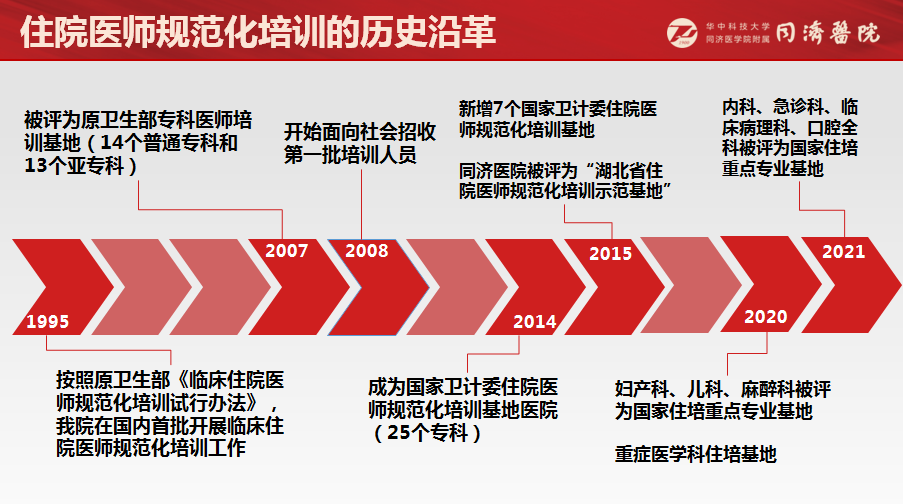 住院医师规范化培训的历史沿革
华中科技大学
同济医学院附属
同濟醫院
被评为原卫生部专科医师培
训基地（14个普通专科和
13个亚专科）
开始面向社会招收
第一批培训人员
新增7个国家卫计委住院医
师规范化培训基地
同济医院被评为“湖北省住
院医师规范化培训示范基地”
内科、急诊科、临
床病理科、口腔全
科被评为国家住培
重点专业基地
2007
2008
2015
2021
1995
2014
2020
按照原卫生部《临床住院医
师规范化培训试行办法》，
我院在国内首批开展临床住
院医师规范化培训工作
成为国家卫计委住院医
师规范化培训基地医院
（25个专科）
妇产科、儿科、麻醉科被评
为国家住培重点专业基地
重症医学科住培基地